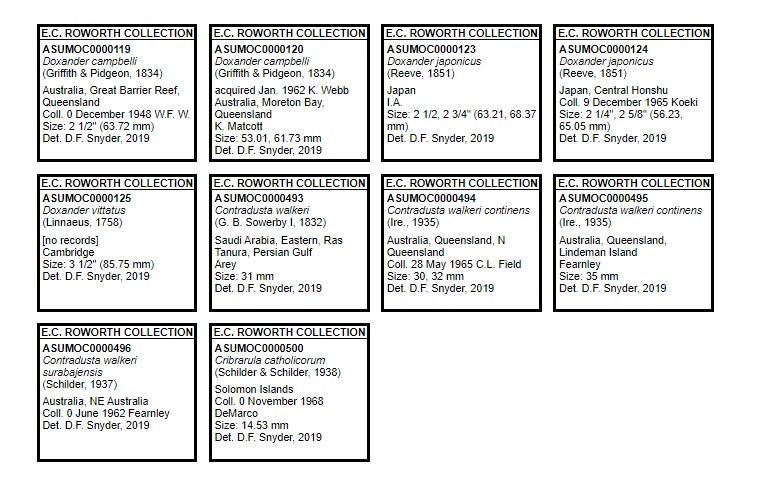 E.C. ROWORTH COLLECTION
ASUMOC0000119
Doxander campbelli
(Griffith & Pidgeon, 1834)
Australia, Great Barrier Reef,
Queensland
Coll. 0 December 1948 W.F. W.
Size: 2 1/2" (63.72 mm)
Det. D.F. Snyder, 2019
E.C. ROWORTH COLLECTION
ASUMOC0000120
Doxander campbelli
(Griffith & Pidgeon, 1834)
acquired Jan. 1962 K. Webb
Australia, Moreton Bay,
Queensland
K. Matcott
Size: 53.01, 61.73 mm
Det. D.F. Snyder, 2019
E.C. ROWORTH COLLECTION
ASUMOC0000123
Doxander japonicus
(Reeve, 1851)
Japan
I.A.
Size: 2 1/2, 2 3/4" (63.21, 68.37
mm)
Det. D.F. Snyder, 2019
E.C. ROWORTH COLLECTION
ASUMOC0000124
Doxander japonicus
(Reeve, 1851)
Japan, Central Honshu
Coll. 9 December 1965 Koeki
Size: 2 1/4", 2 5/8" (56.23,
65.05 mm)
Det. D.F. Snyder, 2019
E.C. ROWORTH COLLECTION
ASUMOC0000125
Doxander vittatus
(Linnaeus, 1758)
[no records]
Cambridge
Size: 3 1/2" (85.75 mm)
Det. D.F. Snyder, 2019
E.C. ROWORTH COLLECTION
ASUMOC0000493
Contradusta walkeri
(G. B. Sowerby I, 1832)
Saudi Arabia, Eastern, Ras
Tanura, Persian Gulf
Arey
Size: 31 mm
Det. D.F. Snyder, 2019
E.C. ROWORTH COLLECTION
ASUMOC0000494
Contradusta walkeri continens
(Ire., 1935)
Australia, Queensland, N
Queensland
Coll. 28 May 1965 C.L. Field
Size: 30, 32 mm
Det. D.F. Snyder, 2019
E.C. ROWORTH COLLECTION
ASUMOC0000495
Contradusta walkeri continens
(Ire., 1935)
Australia, Queensland,
Lindeman Island
Fearnley
Size: 35 mm
Det. D.F. Snyder, 2019
E.C. ROWORTH COLLECTION
ASUMOC0000496
Contradusta walkeri
surabajensis
(Schilder, 1937)
Australia, NE Australia
Coll. 0 June 1962 Fearnley
Det. D.F. Snyder, 2019
E.C. ROWORTH COLLECTION
ASUMOC0000500
Cribrarula catholicorum
(Schilder & Schilder, 1938)
Solomon Islands
Coll. 0 November 1968
DeMarco
Size: 14.53 mm
Det. D.F. Snyder, 2019